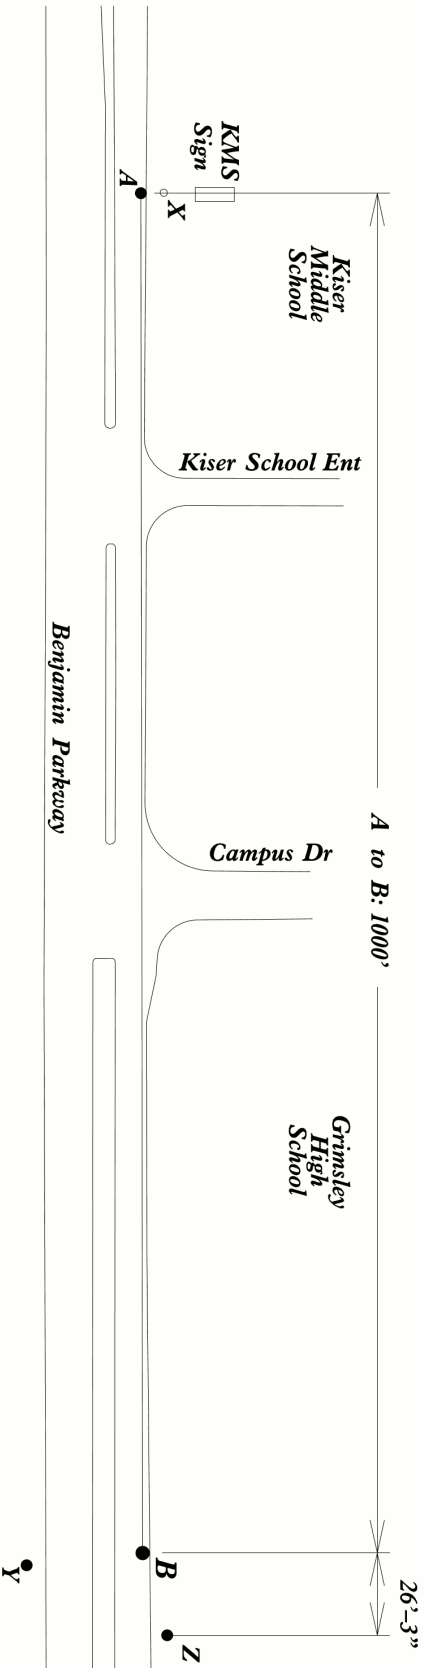 KMS
Sign
A
X
Kiser
Middle
School
Kiser School Ent
Benjamin Parkway
Campus Dr
A to B: 1000'
Grimsley
High
School
B
26'-3"
Y
Z